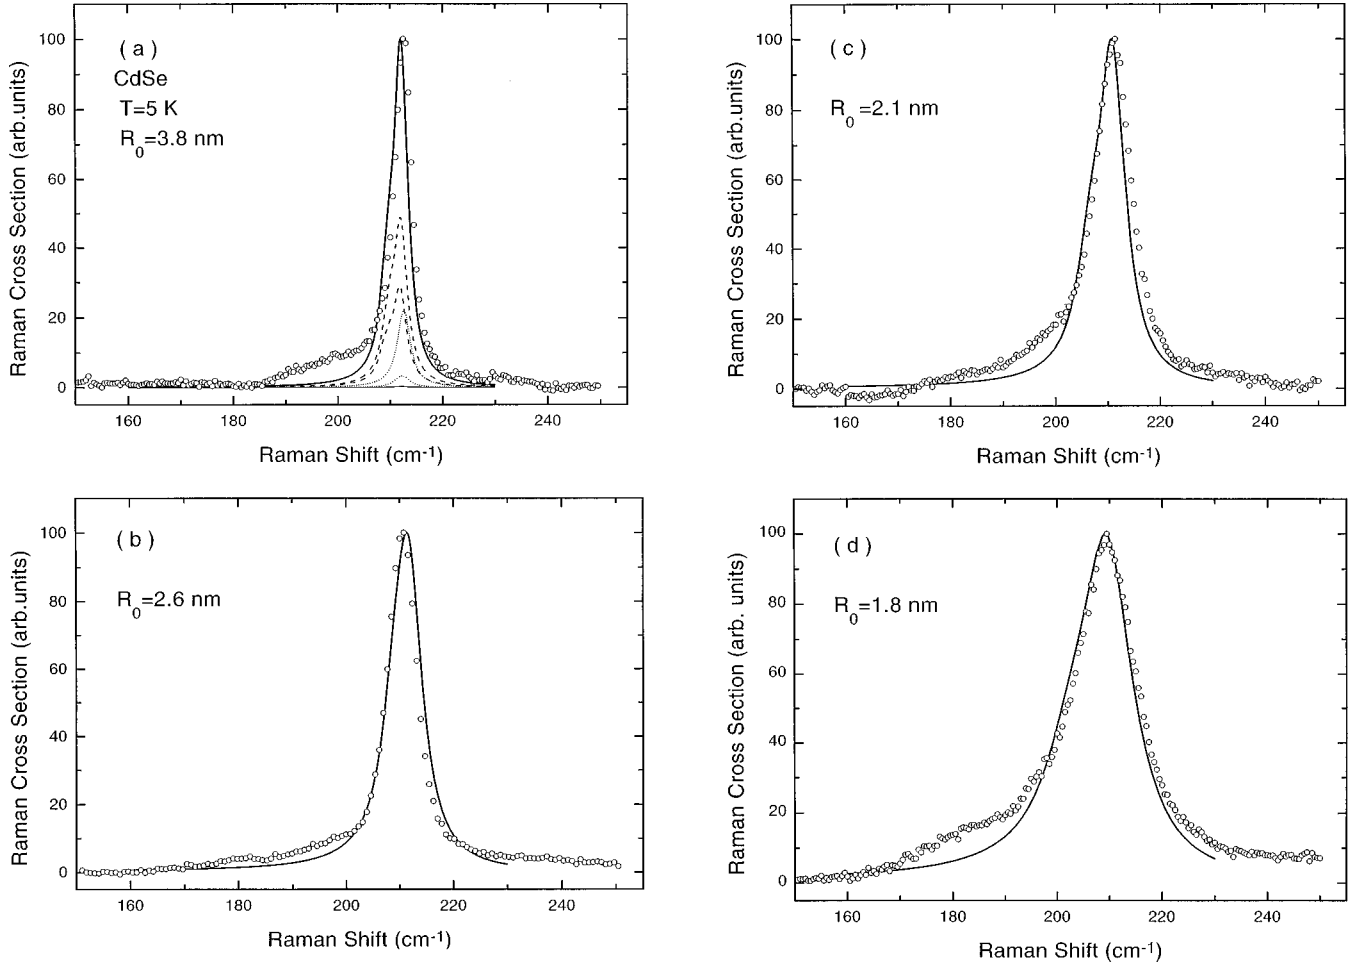 ( a )
CdSe
T=5 K
R0=3.8 nm
100
80
60
40
20
0
160 180 200 220 240
Raman Shift (cm-1)
Raman Cross Section (arb.units)
( c )
R0=2.1 nm
100
80
60
40
20
0
160 180 200 220 240
Raman Shift (cm-1)
Raman Cross Section (arb.units)
( b )
R0=2.6 nm
100
80
60
40
20
0
160 180 200 220 240
Raman Shift (cm-1)
Raman Cross Section (arb.units)
( d )
R0=1.8 nm
100
80
60
40
20
0
160 180 200 220 240
Raman Shift (cm-1)
Raman Cross Section (arb. units)